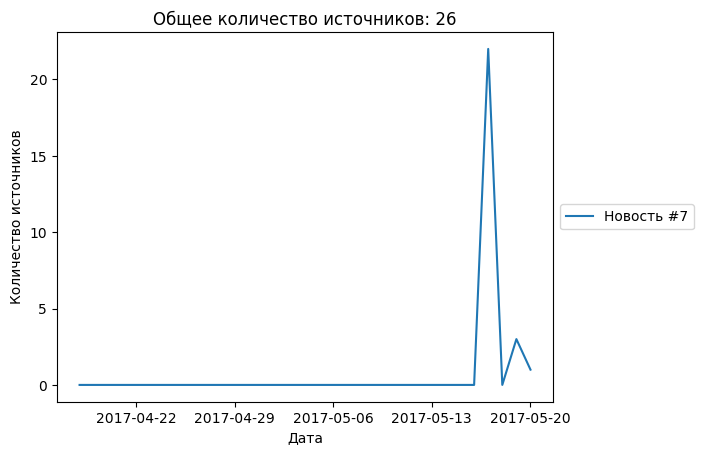 Общее количество источников: 26
20
15
10
5
0
Количество источников
Новость #7
2017-04-22
2017-04-29
2017-05-06
2017-05-13
2017-05-20
Дата